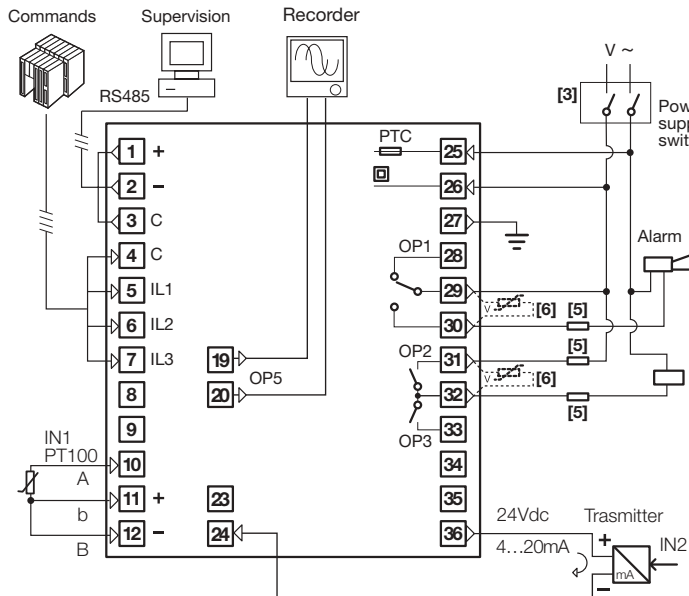 Commands
Supervision
Recorder
RS485
V ~
[3]
Pow
supp
switc
1 +
2 –
3 C
4 C
5 IL1
6 IL2
7 IL3
8
9
IN1
PT100
A
10
b
11 +
B
12 –
19
20 OP5
23
24
PTC
25
26
27
OP1
28
29
30
V
[6]
[5]
Alarm
OP2
31
[5]
32
V
[6]
[5]
OP3
33
34
35
36
24Vdc
4...20mA
Trasmitter
+
mA
–
IN2